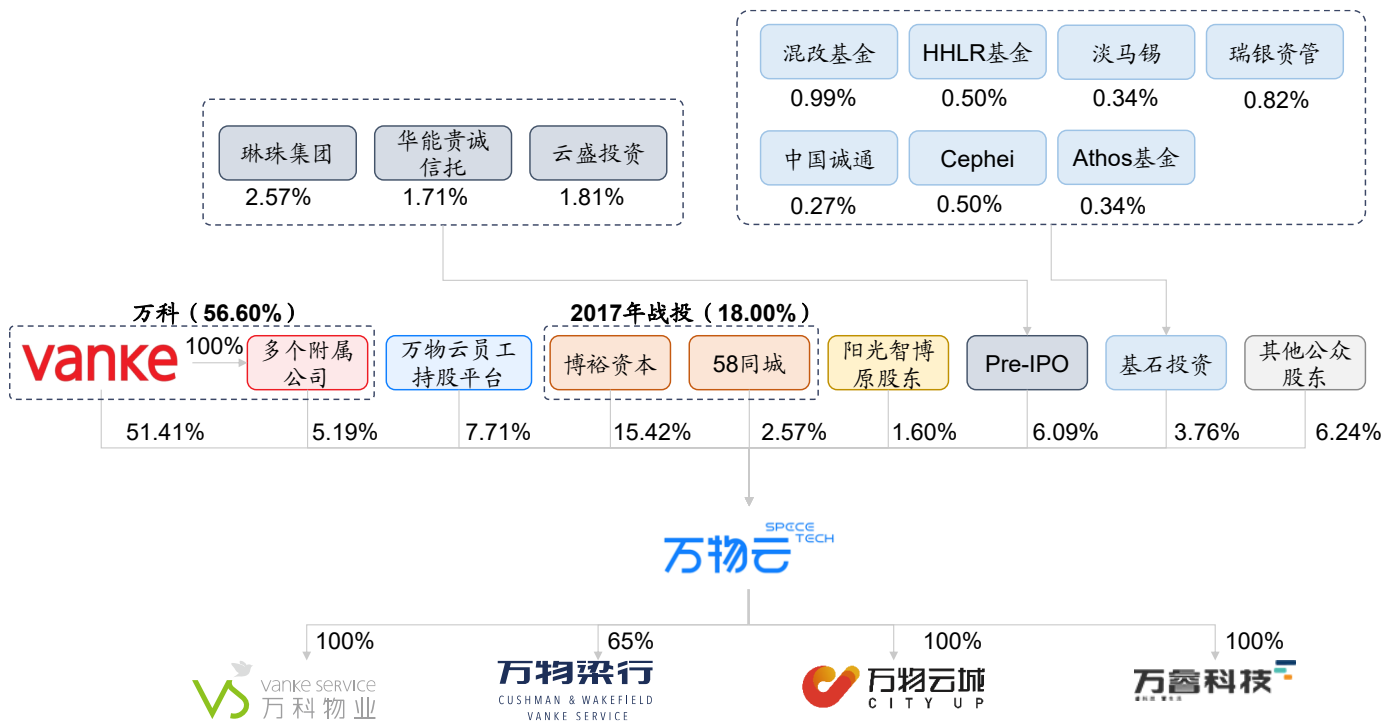 混改基金 HHLR基金 淡马锡 瑞银资管
0.99% 0.50% 0.34% 0.82%
中国诚通 Cephei Athos基金
0.27% 0.50% 0.34%
琳珠集团 华能贵诚
信托 云盛投资
2.57% 1.71% 1.81%
万科（56.60%） 2017年战投（18.00%）
vanke 100% 多个附属
公司 万物云员工
持股平台 博裕资本 58同城 阳光智博
原股东 Pre-IPO 基石投资 其他公众
股东
51.41% 5.19% 7.71% 15.42% 2.57% 1.60% 6.09% 3.76% 6.24%
万物云 SPECE
TECH
100% 65% 100% 100%
VS vanke service
万科物业
万物梁行
CUSHMAN & WAKEFIELD
VANKE SERVICE
万物云城
CITY UP
万睿科技